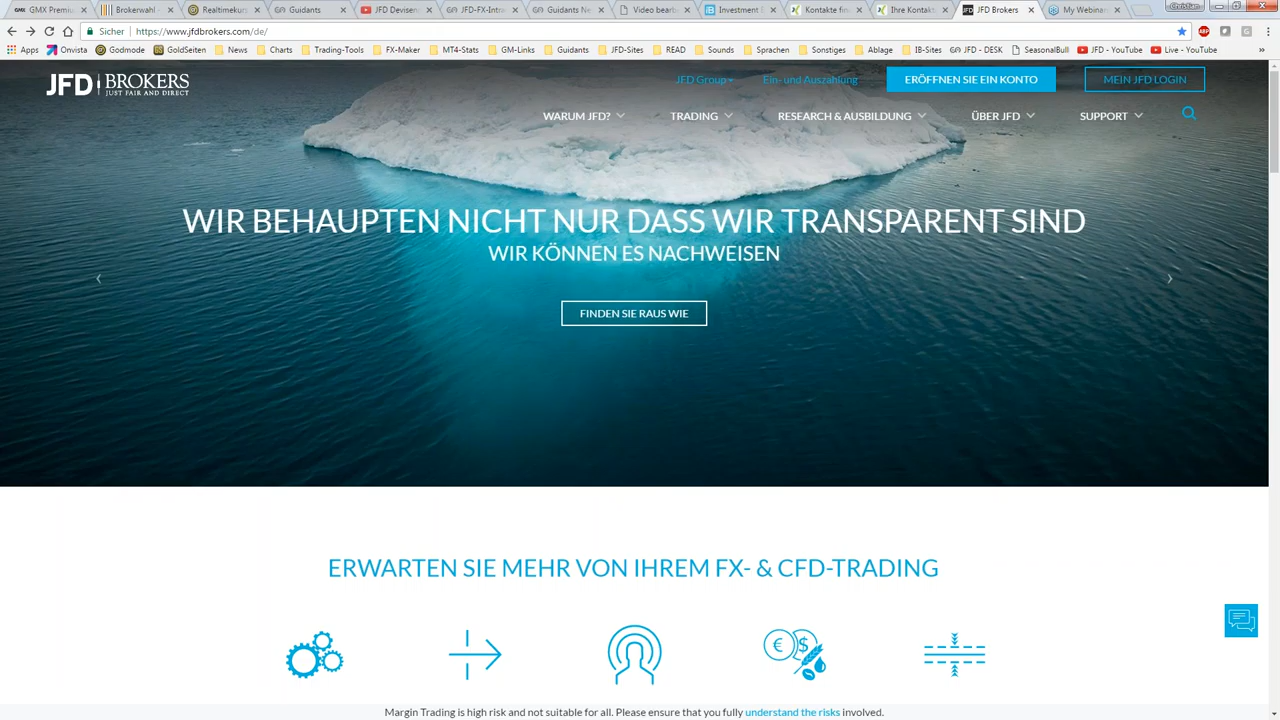 GMX Premiu
Brokerwahl -
Realtimekurs
Guidants
JFD Devisen
JFD-FX-Intra
Guidants Ne
Video.bearb
Investment
Kontakte fin
Ihre Kontakt
JFD Brokers
My Webinar
Christian
Sicher
https://www.jfdbrokers.com/de/
Apps
Onvista
Godmode
GoldSeiten
News
Charts
Trading-Tools
FX-Maker
MT4-Stats
GM-Links
Guidants
JFD-Sites
READ
Sounds
Sprachen
Sonstiges
Ablage
IB-Sites
JFD - DESK
SeasonalBull
JFD - YouTube
Live - YouTube
JFD BROKERS
JUST FAIR AND DIRECT
JFD Group
Ein- und Auszahlung
ERÖFFNEN SIE EIN KONTO
MEIN JFD LOGIN
WARUM JFD?
TRADING
RESEARCH & AUSBILDUNG
ÜBER JFD
SUPPORT
WIR BEHAUPTEN NICHT NUR DASS WIR TRANSPARENT SIND
WIR KÖNNEN ES NACHWEISEN
FINDEN SIE RAUS WIE
ERWARTEN SIE MEHR VON IHREM FX- & CFD-TRADING
Margin Trading is high risk and not suitable for all. Please ensure that you fully understand the risks involved.